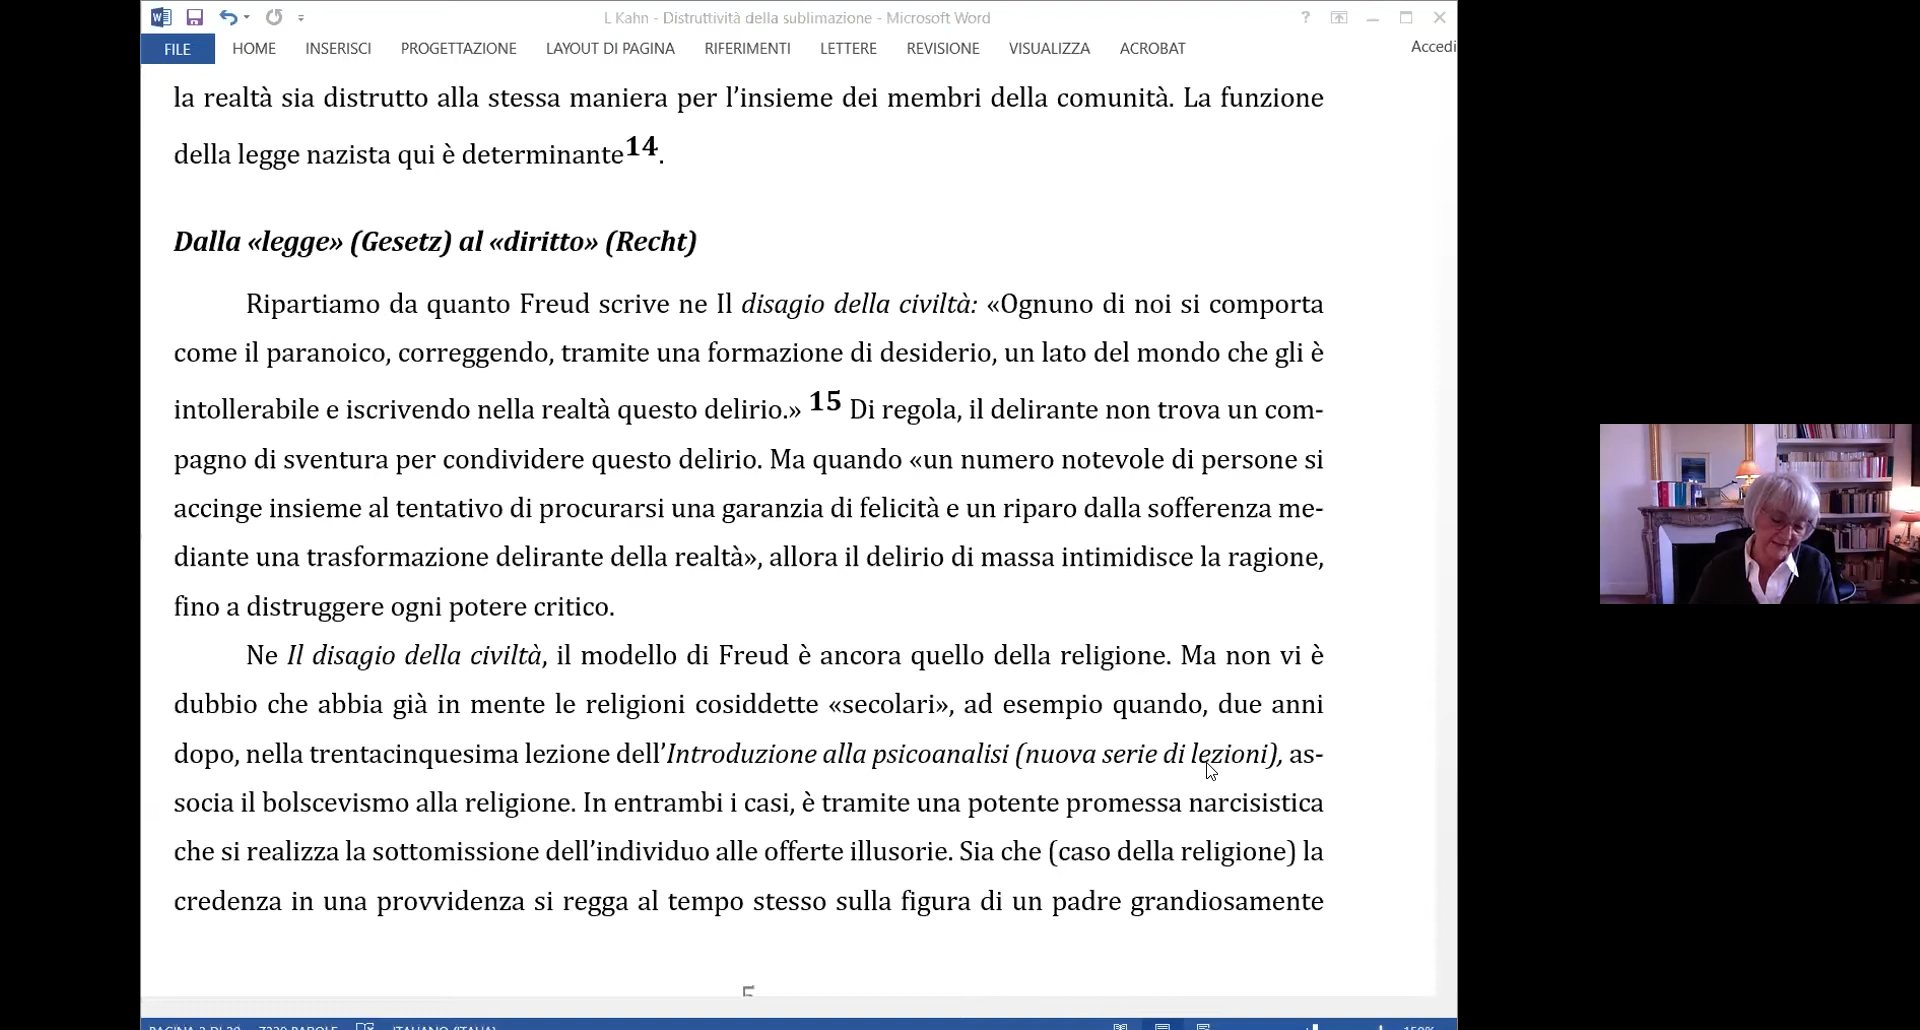 L Kahn - Distruttività della sublimazione - Microsoft Word
FILE HOME INSERISCI PROGETTAZIONE LAYOUT DI PAGINA RIFERIMENTI LETTERE REVISIONE VISUALIZZA ACROBAT Accedi
la realtà sia distrutto alla stessa maniera per l’insieme dei membri della comunità. La funzione
della legge nazista qui è determinante14.
Dalla «legge» (Gesetz) al «diritto» (Recht)
Ripartiamo da quanto Freud scrive ne Il disagio della civiltà: «Ognuno di noi si comporta
come il paranoico, correggendo, tramite una formazione di desiderio, un lato del mondo che gli è
intollerabile e iscrivendo nella realtà questo delirio.» 15 Di regola, il delirante non trova un com-
pagno di sventura per condividere questo delirio. Ma quando «un numero notevole di persone si
accinge insieme al tentativo di procurarsi una garanzia di felicità e un riparo dalla sofferenza me-
diante una trasformazione delirante della realtà», allora il delirio di massa intimidisce la ragione,
fino a distruggere ogni potere critico.
Ne Il disagio della civiltà, il modello di Freud è ancora quello della religione. Ma non vi è
dubbio che abbia già in mente le religioni cosiddette «secolari», ad esempio quando, due anni
dopo, nella trentacinquesima lezione dell’Introduzione alla psicoanalisi (nuova serie di lezioni), as-
socia il bolscevismo alla religione. In entrambi i casi, è tramite una potente promessa narcisistica
che si realizza la sottomissione dell’individuo alle offerte illusorie. Sia che (caso della religione) la
credenza in una provvidenza si regga al tempo stesso sulla figura di un padre grandiosamente